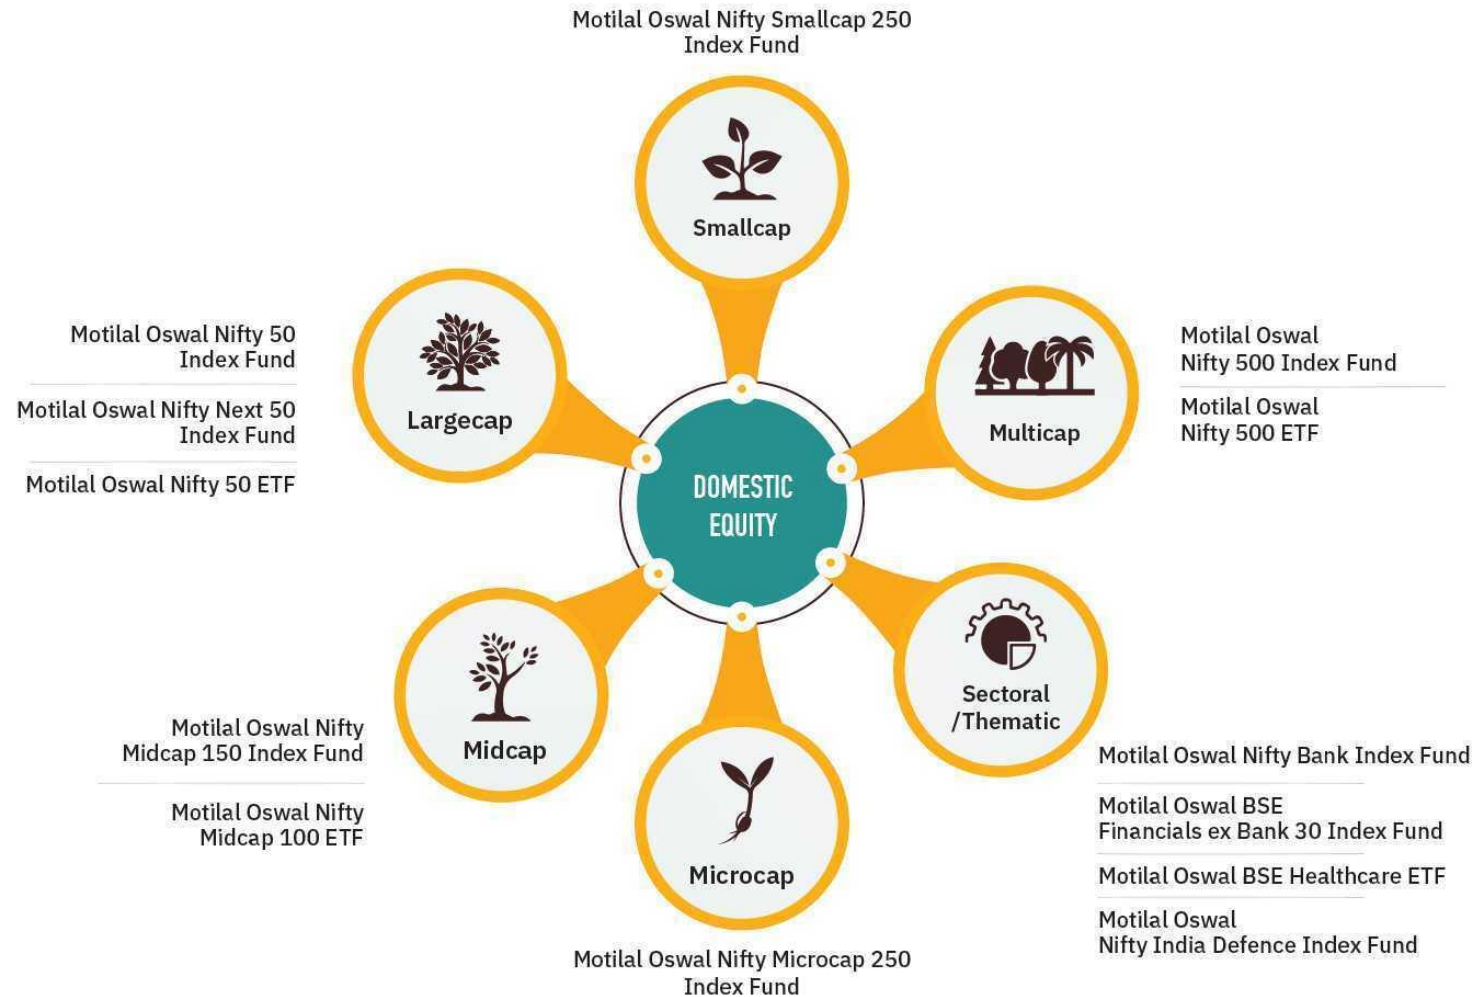 Motilal Oswal Nifty Smallcap 250
Index Fund
Smallcap
Motilal Oswal Nifty 50
Index Fund
Motilal Oswal Nifty Next 50
Index Fund
Motilal Oswal Nifty 50 ETF
Largecap
Multicap
Motilal Oswal
Nifty 500 Index Fund
Motilal Oswal
Nifty 500 ETF
DOMESTIC
EQUITY
Motilal Oswal Nifty
Midcap 150 Index Fund
Motilal Oswal Nifty
Midcap 100 ETF
Midcap
Sectoral
/Thematic
Motilal Oswal Nifty Bank Index Fund
Motilal Oswal BSE
Financials ex Bank 30 Index Fund
Motilal Oswal BSE Healthcare ETF
Motilal Oswal
Nifty India Defence Index Fund
Microcap
Motilal Oswal Nifty Microcap 250
Index Fund